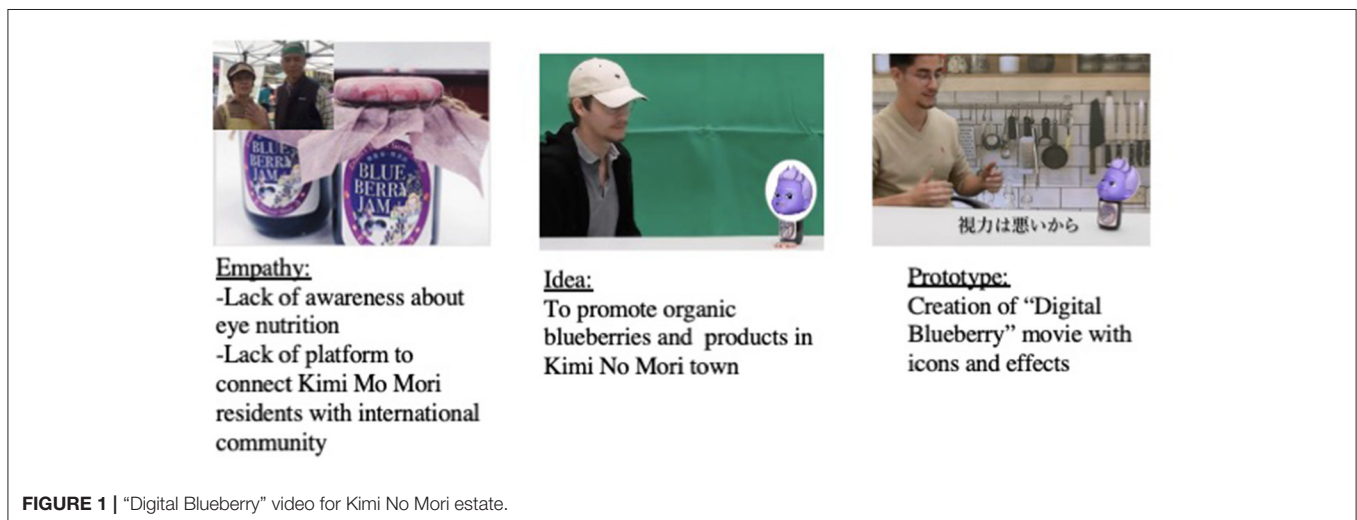 BLUE
BERRY
JAM
BLUE
BERRY
JAM
Empathy:
-Lack of awareness about
eye nutrition
-Lack of platform to
connect Kimi Mo Mori
residents with international
community
Idea:
To promote organic
blueberries and products in
Kimi No Mori town
視力は悪いから
Prototype:
Creation of “Digital
Blueberry” movie with
icons and effects
FIGURE 1 | “Digital Blueberry” video for Kimi No Mori estate.